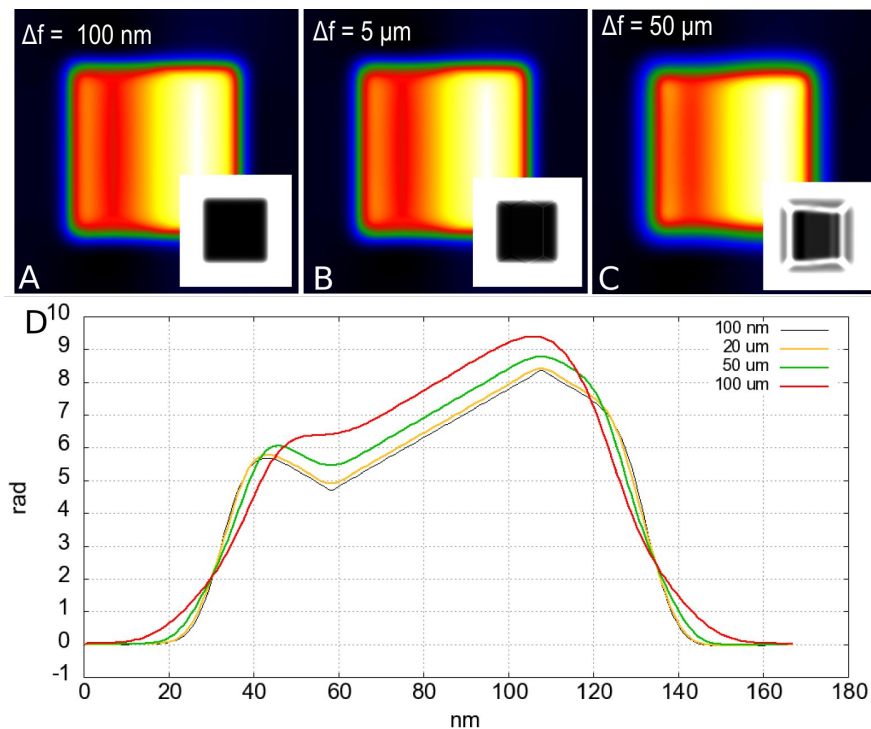 Δf = 100 nm
Δf = 5 μm
Δf = 50 μm
A
B
C
D
10
9
8
7
6
5
4
3
2
1
0
-1
rad
100 nm
20 um
50 um
100 um
0
20
40
60
80
100
120
140
160
180
nm